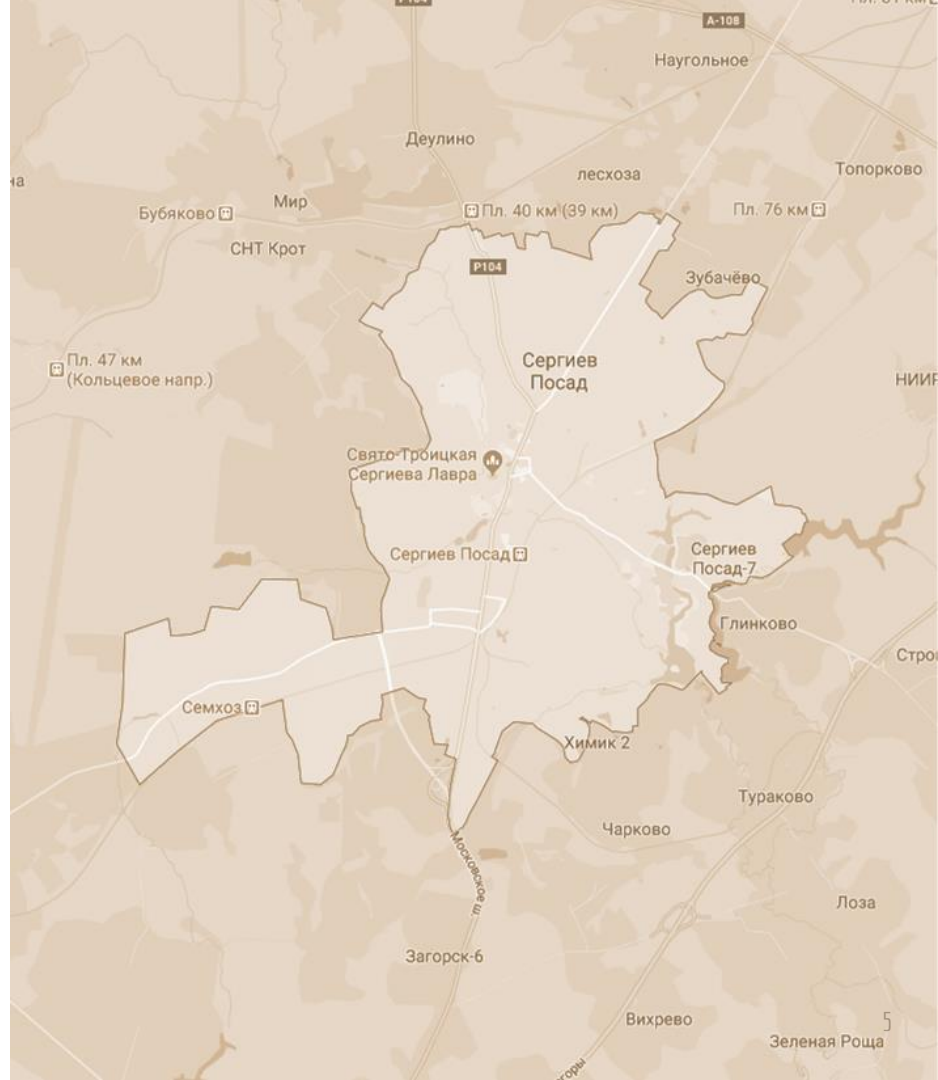 А-108
Наугольное
Деулино
лесхоза
Топорково
Мир
Бубяково
Пл. 40 км (39 км)
Пл. 76 км
СНТ Крот
Р104
Зубачёво
Сергиев
Посад
Пл. 47 км
(Кольцевое напр.)
Свято-Троицкая
Сергиева Лавра
Сергиев Посад
Сергиев
Посад-7
Глинково
Семхоз
Химик 2
Тураково
Чарково
Московское ш.
Лоза
Загорск-6
Вихрево
5
Зеленая Роща